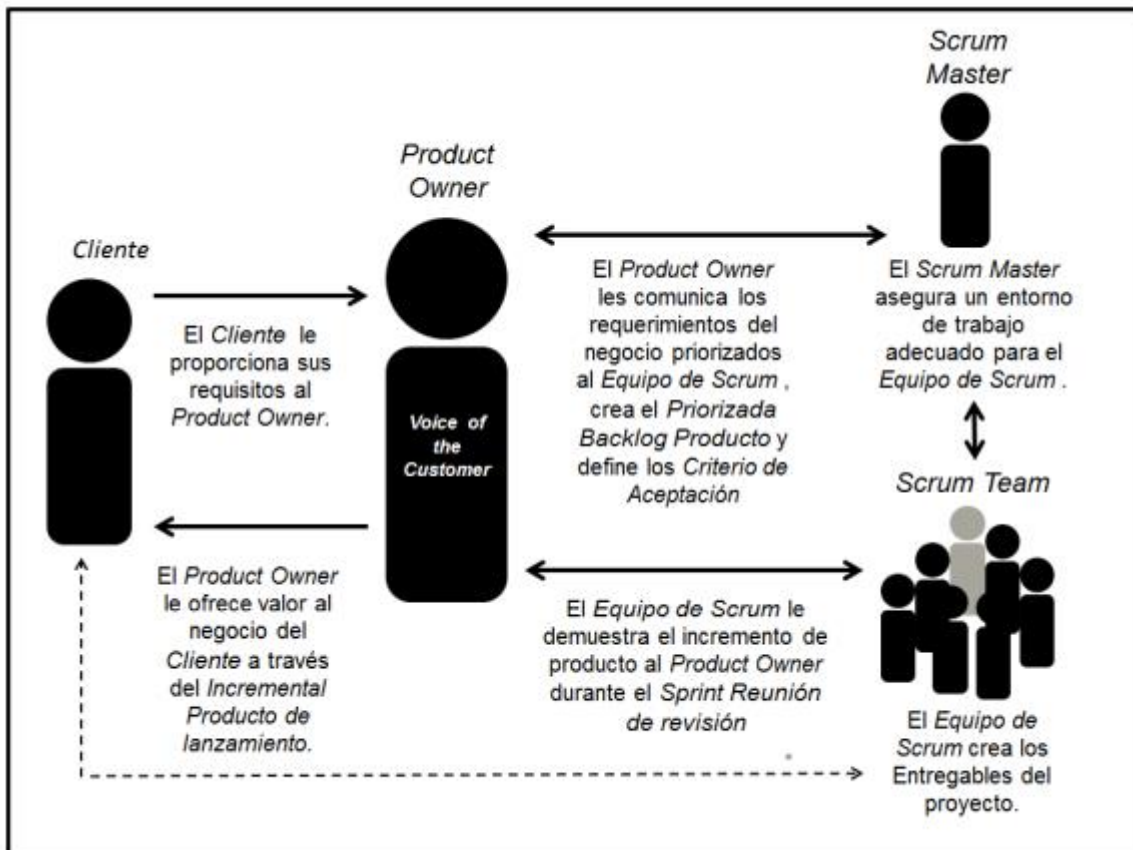 Scrum
Master
Product
Owner
Cliente
El Cliente le
proporciona sus
requisitos al
Product Owner.
Voice of
the
Customer
El Product Owner
les comunica los
requerimientos del
negocio priorizados
al Equipo de Scrum ,
crea el Priorizada
Backlog Producto y
define los Criterio de
Aceptación
El Scrum Master
asegura un entorno
de trabajo
adecuado para el
Equipo de Scrum .
Scrum Team
El Product Owner
le ofrece valor al
negocio del
Cliente a través
del Incremental
Producto de
lanzamiento.
El Equipo de Scrum le
demuestra el incremento de
producto al Product Owner
durante el Sprint Reunión
de revisión
El Equipo de
Scrum crea los
Entregables del
proyecto.